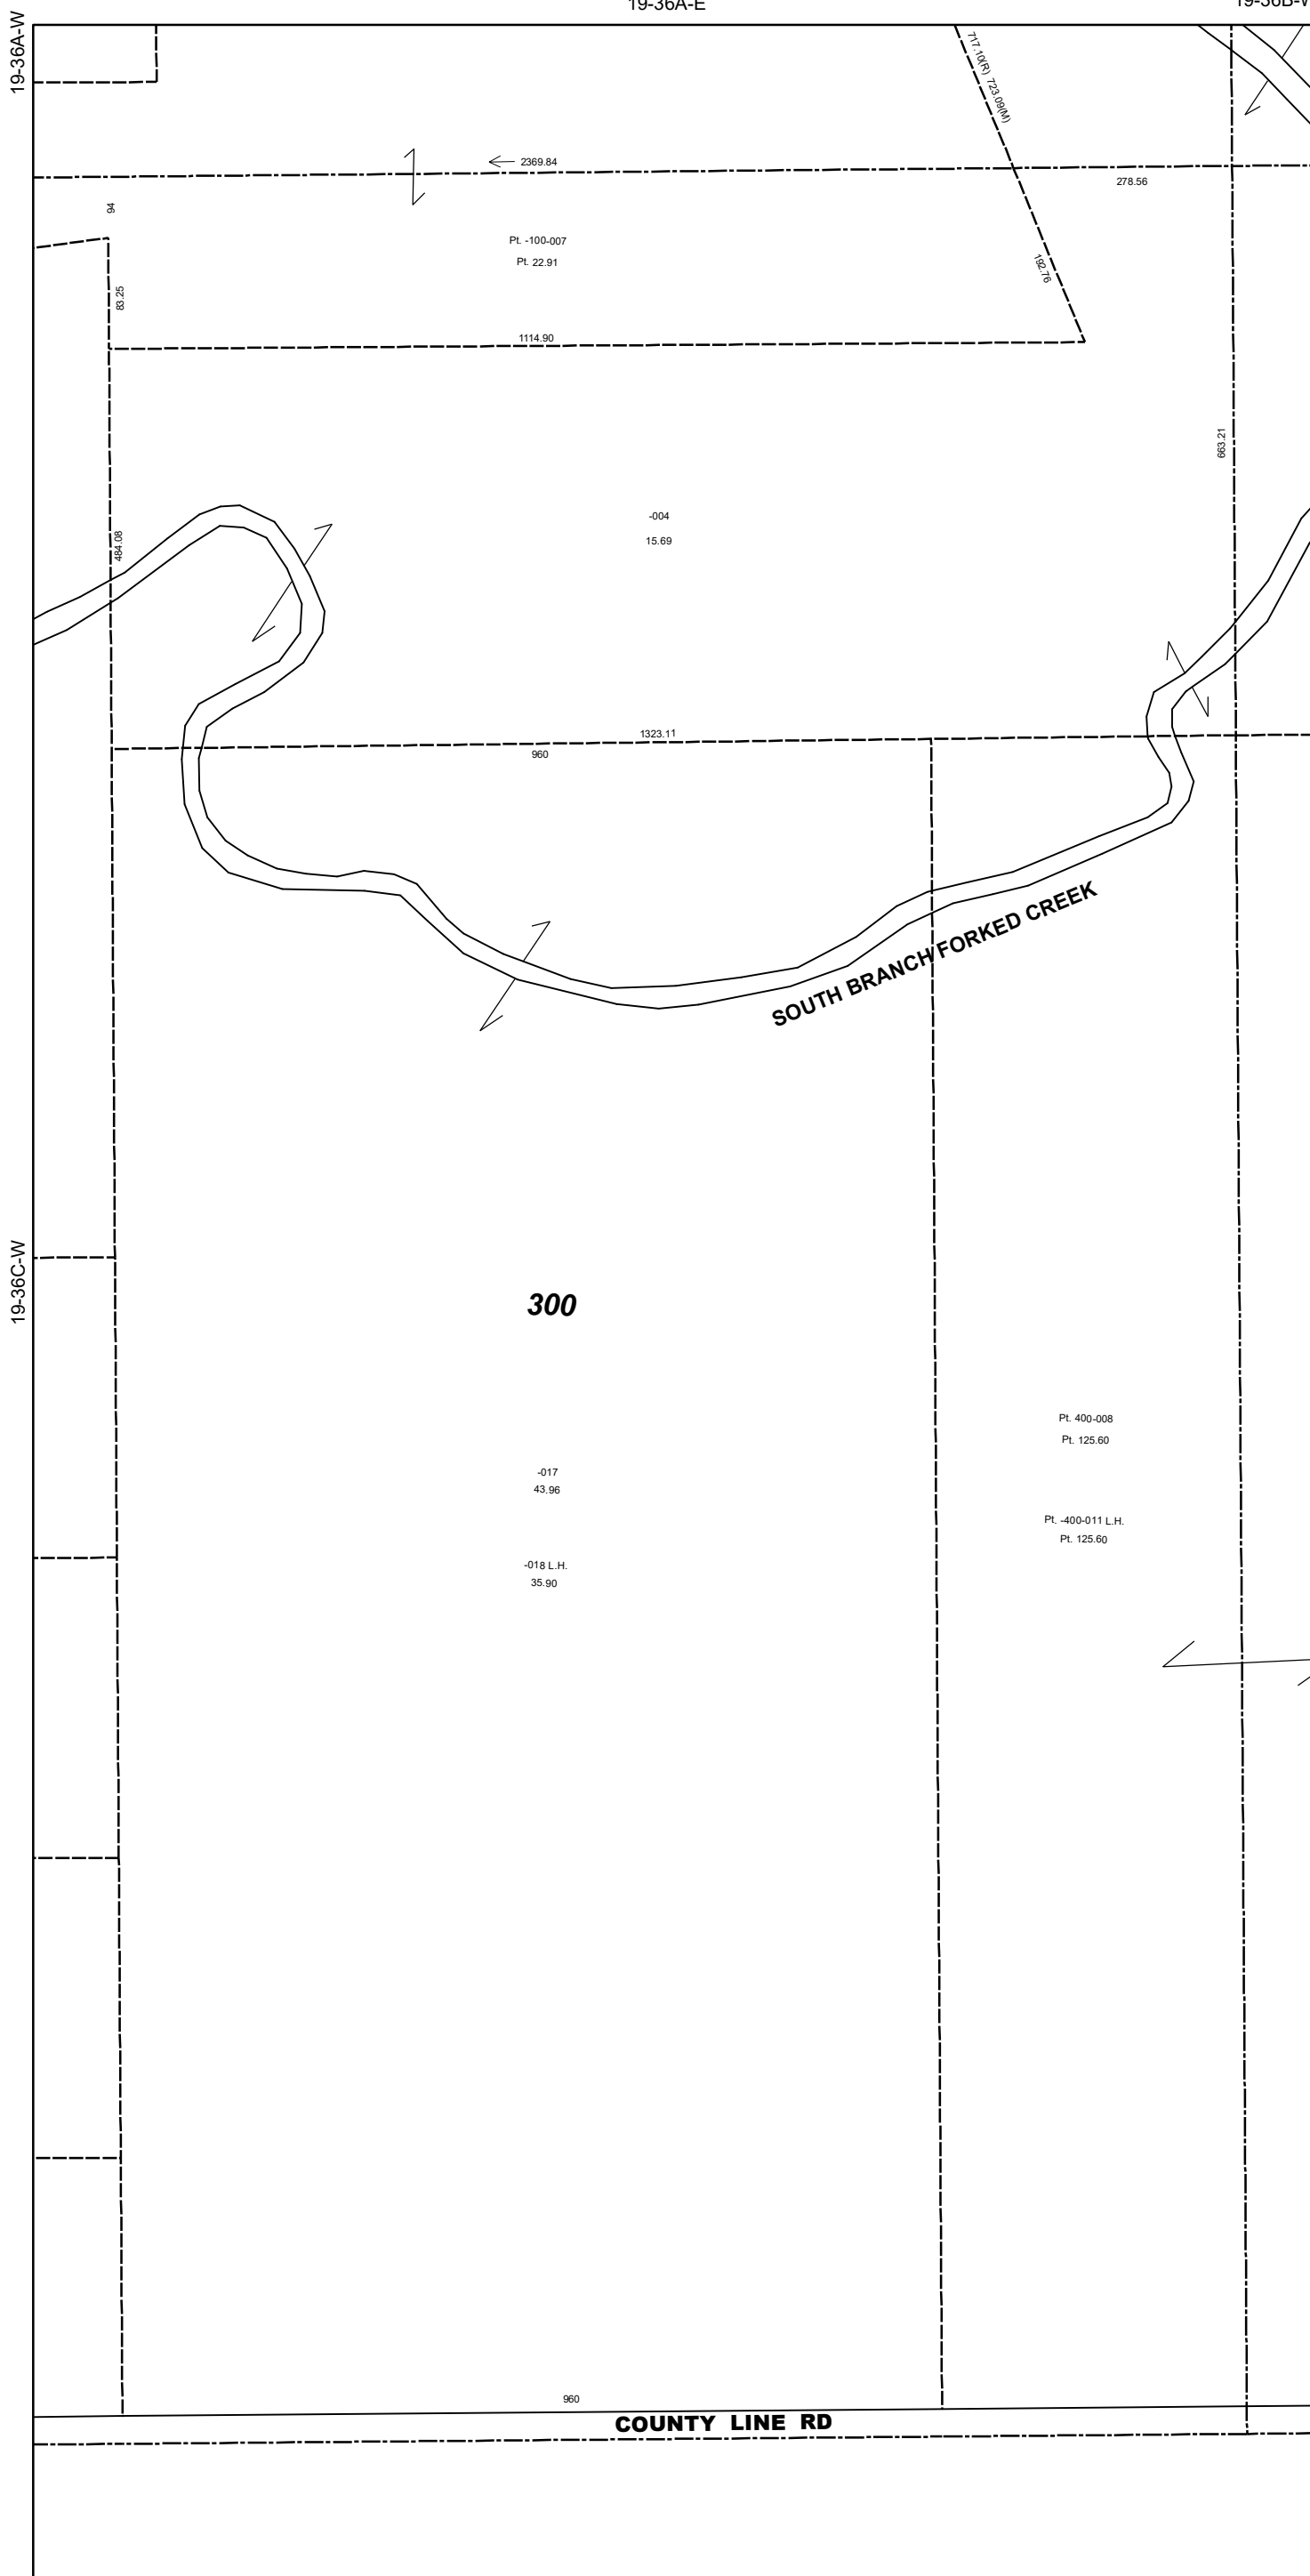 19-36A-E
19-36B-W
19-36A-W
717.10(R) 723.09(M)
2369.84
278.56
94
Pt. -100-007
Pt. 22.91
192.76
83.25
1114.90
663.21
-004
15.69
484.08
1323.11
960
SOUTH BRANCH FORKED CREEK
19-36C-W
300
Pt. 400-008
Pt. 125.60
-017
43.96
Pt. -400-011 L.H.
Pt. 125.60
-018 L.H.
35.90
960
COUNTY LINE RD